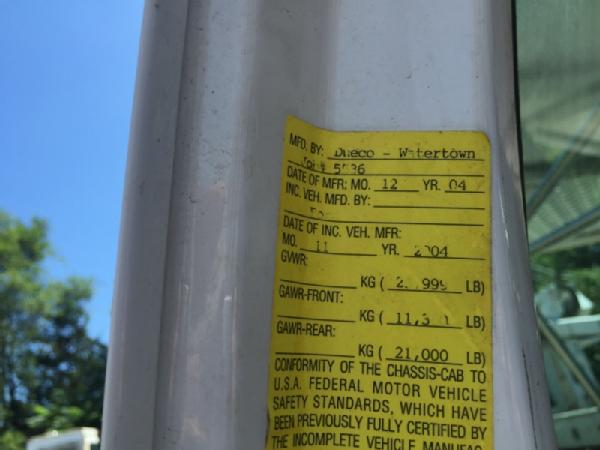 MFD. BY: Dueco - Watertown
DATE OF MFR: MO. 12 YR. 04
INC. VEH. MFD. BY:
DATE OF INC. VEH. MFR:
MO. 11 YR. 2004
GVWR:
KG ( LB)
GAWR-FRONT:
KG ( LB)
GAWR-REAR:
KG ( 21,000 LB)
CONFORMITY OF THE CHASSIS-CAB TO
U.S.A. FEDERAL MOTOR VEHICLE
SAFETY STANDARDS, WHICH HAVE
BEEN PREVIOUSLY FULLY CERTIFIED BY
THE INCOMPLETE VEHICLE MANUFAC-